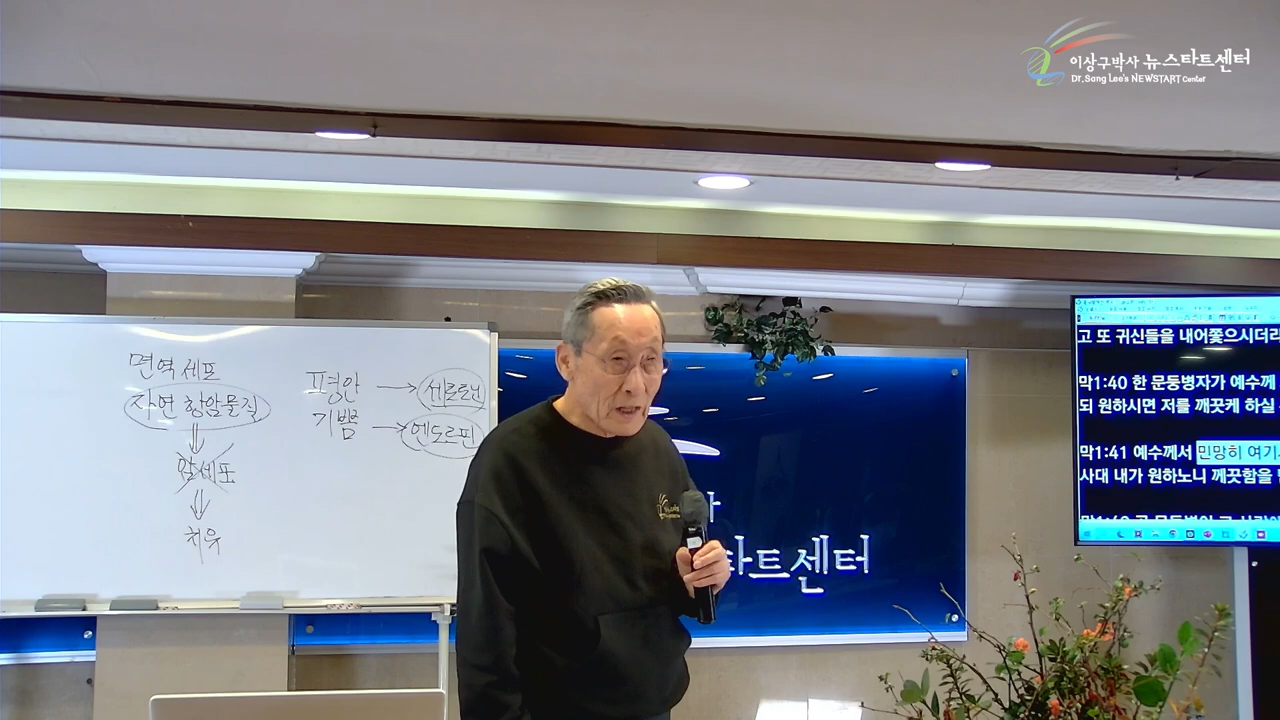 이상구박사 뉴스타트센터
Dr. Sang Lee's NEWSTART Center
면역세포
자연항암물질
암세포
치유
평안
기쁨
세로토닌
엔도르핀
타트센터
고 또 귀신들을 내어쫓으시더라
막1:40 한 문둥병자가 예수께
되 원하시면 저를 깨끗케 하실
막1:41 예수께서 민망히 여기
사대 내가 원하노니 깨끗함을